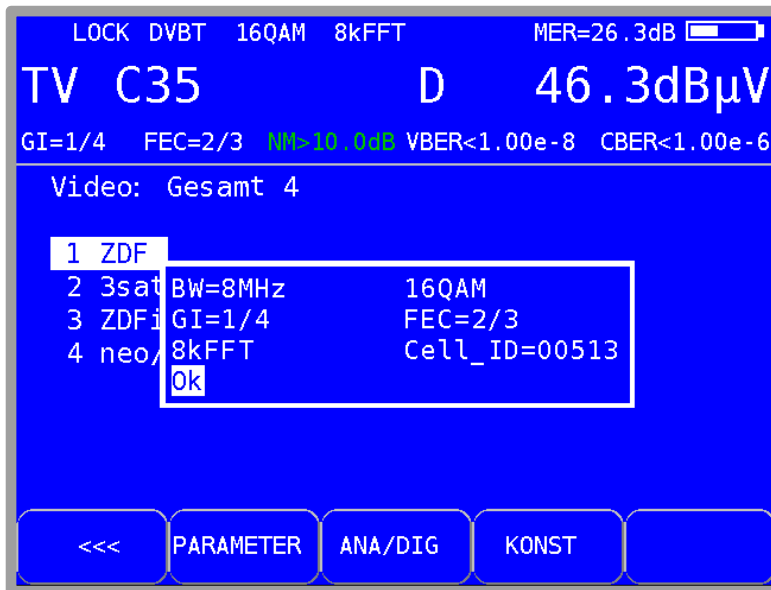 LOCK DVBT 16QAM 8kFFT MER=26.3dB
TV C35 D 46.3dBµV
GI=1/4 FEC=2/3 NM>10.0dB VBER<1.00e-8 CBER<1.00e-6
Video: Gesamt 4
1 ZDF
2 3sat
3 ZDFi
4 neo/
BW=8MHz 16QAM
GI=1/4 FEC=2/3
8kFFT Cell_ID=00513
Ok
<<< PARAMETER ANA/DIG KONST